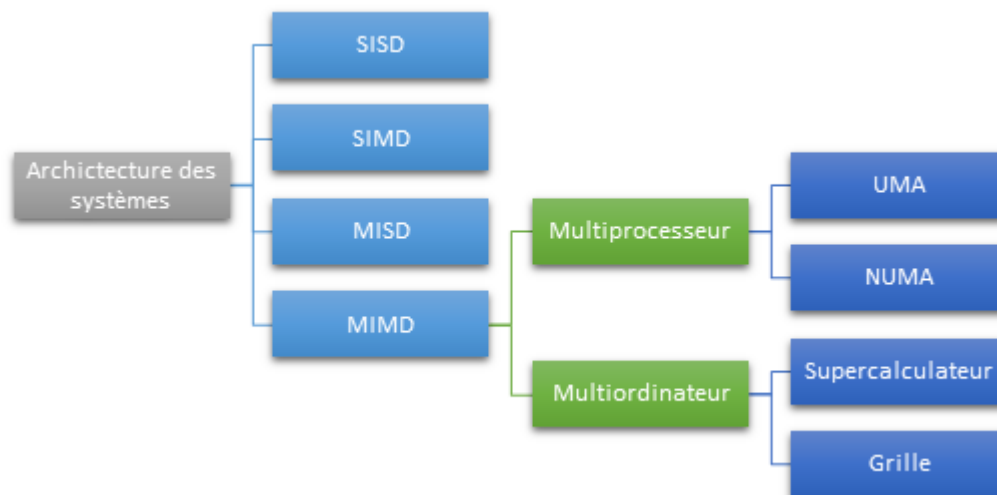 Archictecture des
systèmes
SISD
SIMD
MISD
MIMD
Multiprocesseur
Multiordinateur
UMA
NUMA
Supercalculateur
Grille